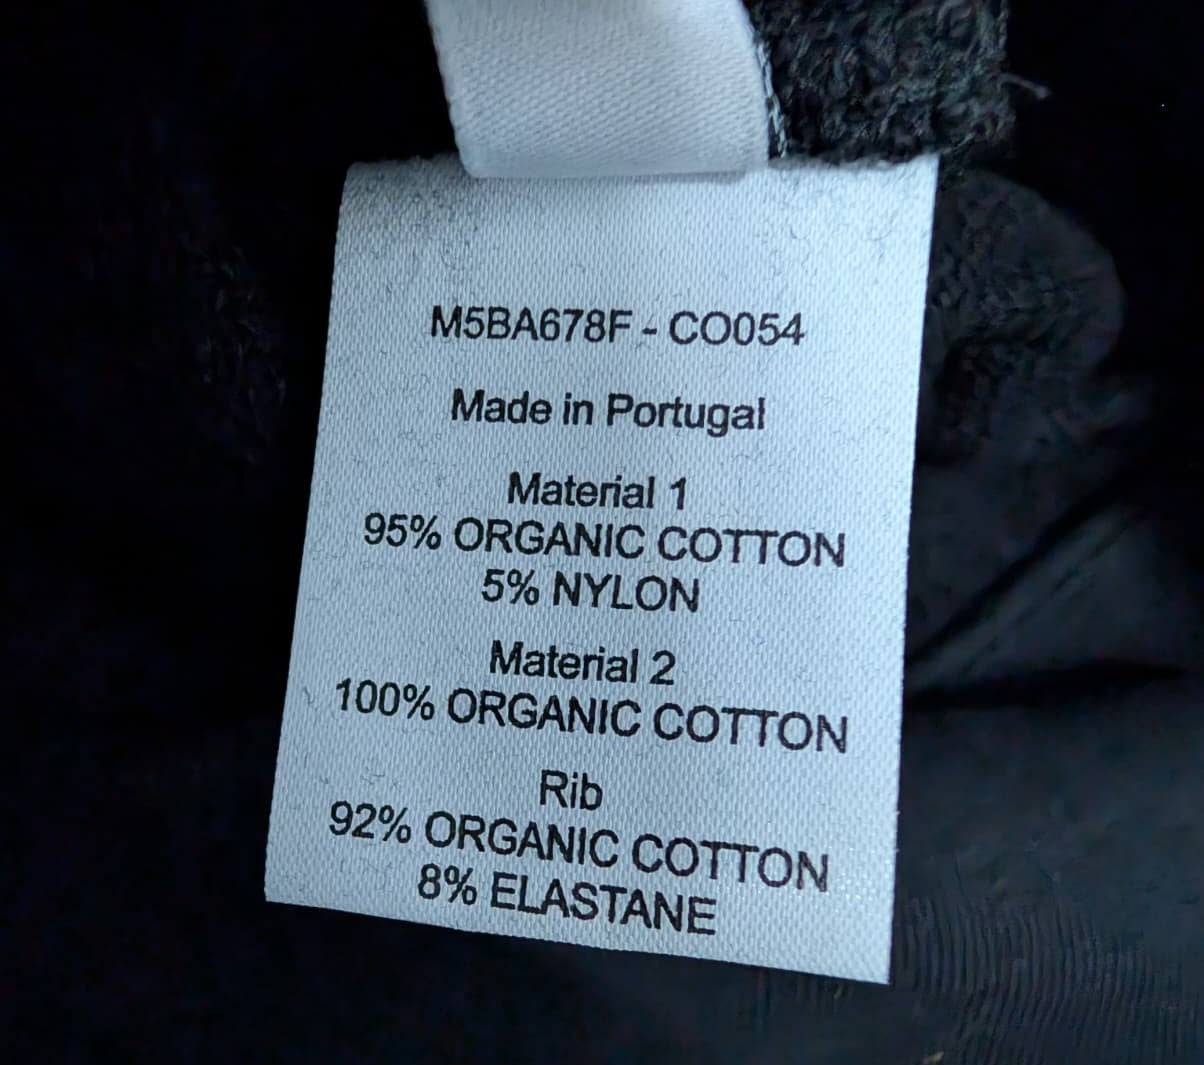 M5BA678F - CO054
Made in Portugal
Material 1
95% ORGANIC COTTON
5% NYLON
Material 2
100% ORGANIC COTTON
Rib
92% ORGANIC COTTON
8% ELASTANE